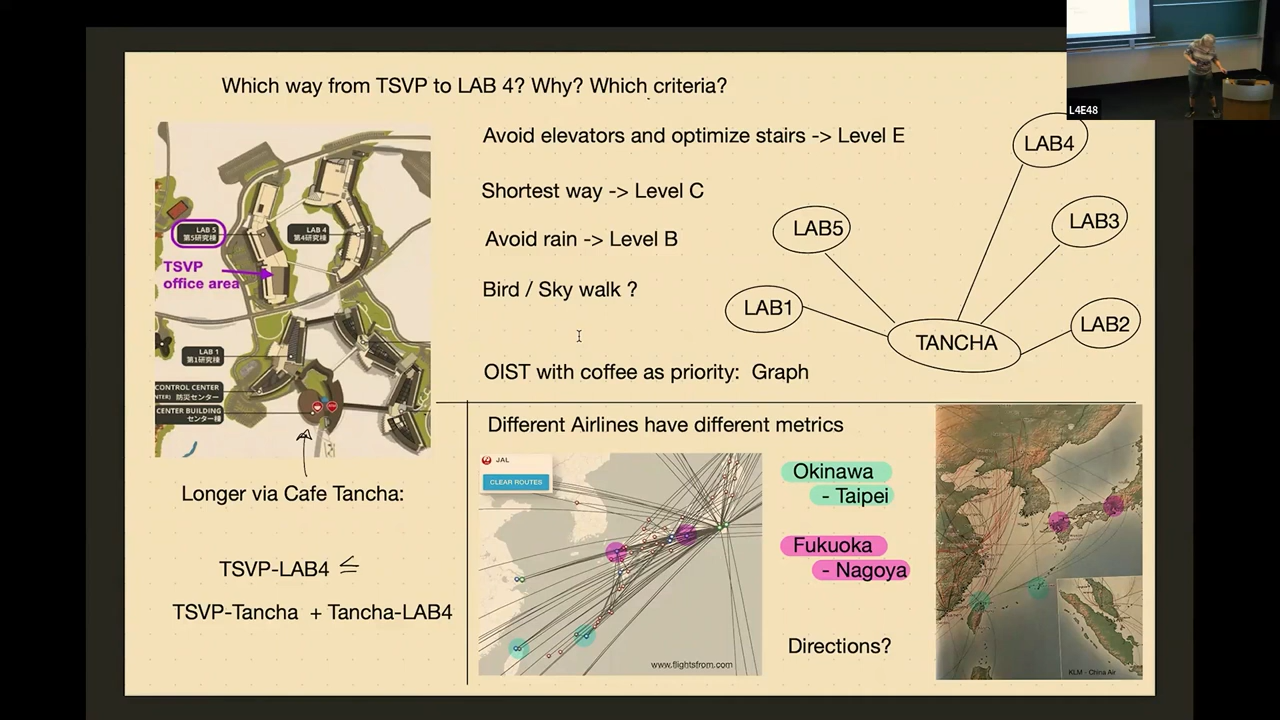 Which way from TSVP to LAB 4? Why? Which criteria?
L4E48
Avoid elevators and optimize stairs -> Level E
Shortest way -> Level C
Avoid rain -> Level B
Bird / Sky walk ?
OIST with coffee as priority: Graph
LAB4
LAB3
LAB5
LAB1
LAB2
TANCHA
LAB 5
第5研究棟
LAB 4
第4研究棟
TSVP
office area
LAB 1
第1研究棟
CONTROL CENTER
NTER) 防災センター
CENTER BUILDING
センター棟
Longer via Cafe Tancha:
TSVP-LAB4 ≤
TSVP-Tancha + Tancha-LAB4
Different Airlines have different metrics
JAL
CLEAR ROUTES
www.flightsfrom.com
Okinawa
- Taipei
Fukuoka
- Nagoya
Directions?
KLM - China Air